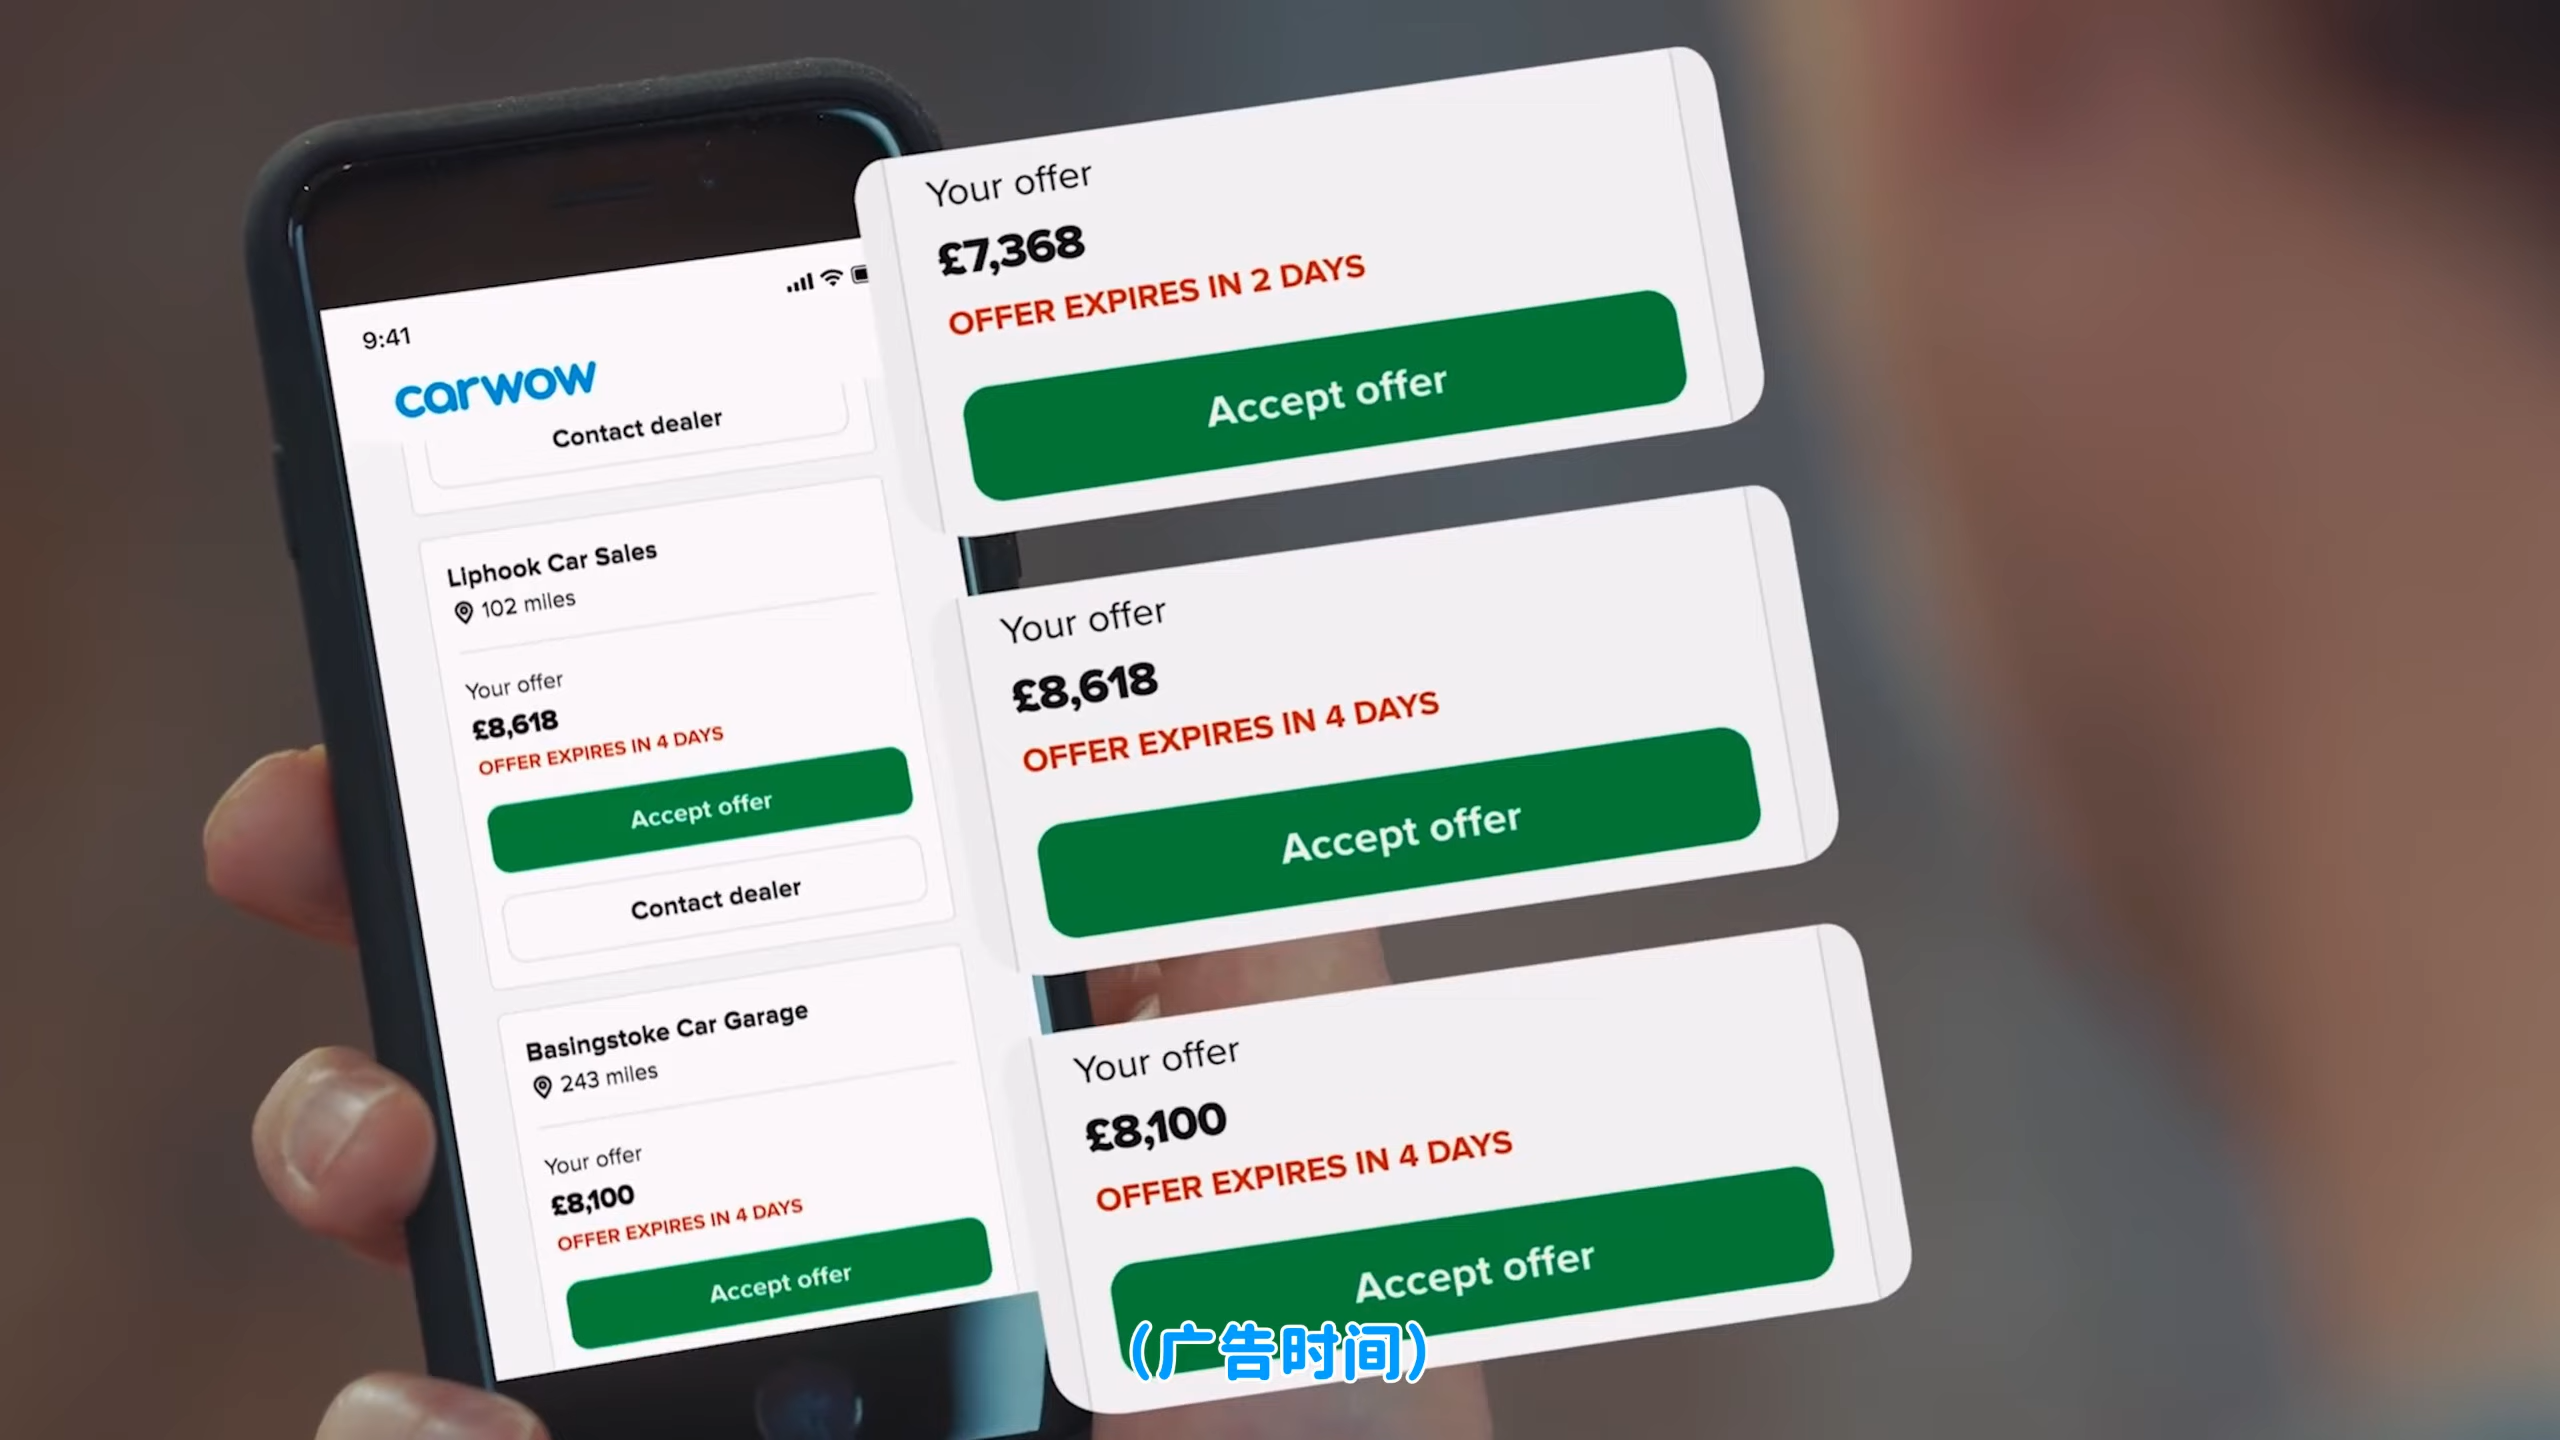 9:41
carwow
Contact dealer
Liphook Car Sales
102 miles
Your offer
£8,618
OFFER EXPIRES IN 4 DAYS
Accept offer
Contact dealer
Basingstoke Car Garage
243 miles
Your offer
£8,100
OFFER EXPIRES IN 4 DAYS
Accept offer
Your offer
£7,368
OFFER EXPIRES IN 2 DAYS
Accept offer
Your offer
£8,618
OFFER EXPIRES IN 4 DAYS
Accept offer
Your offer
£8,100
OFFER EXPIRES IN 4 DAYS
Accept offer
(广告时间)